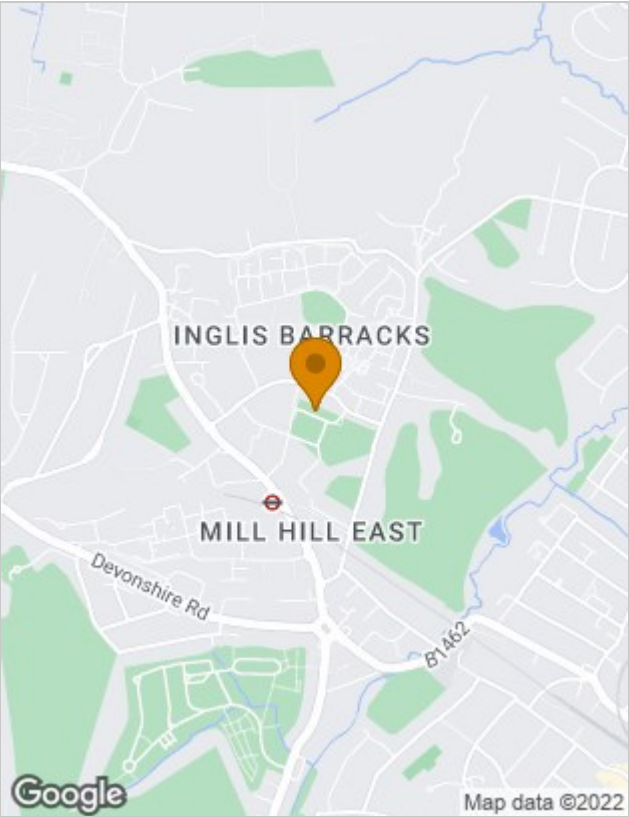 INGLIS BARRACKS
MILL HILL EAST
Devonshire Rd
B1462
Google
Map data ©2022